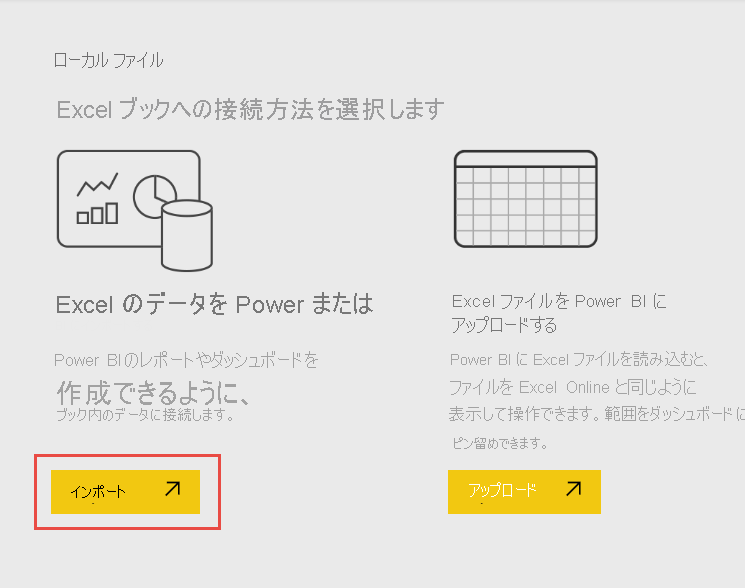 ローカル ファイル
Excel ブックへの接続方法を選択します
Excel のデータを Power または
Power BIのレポートやダッシュボードを
作成できるように、
ブック内のデータに接続します。
インポート
Excel ファイルを Power BI に
アップロードする
Power BI に Excel ファイルを読み込むと、
ファイルを Excel Online と同じように
表示して操作できます。範囲をダッシュボードに
ピン留めできます。
アップロード